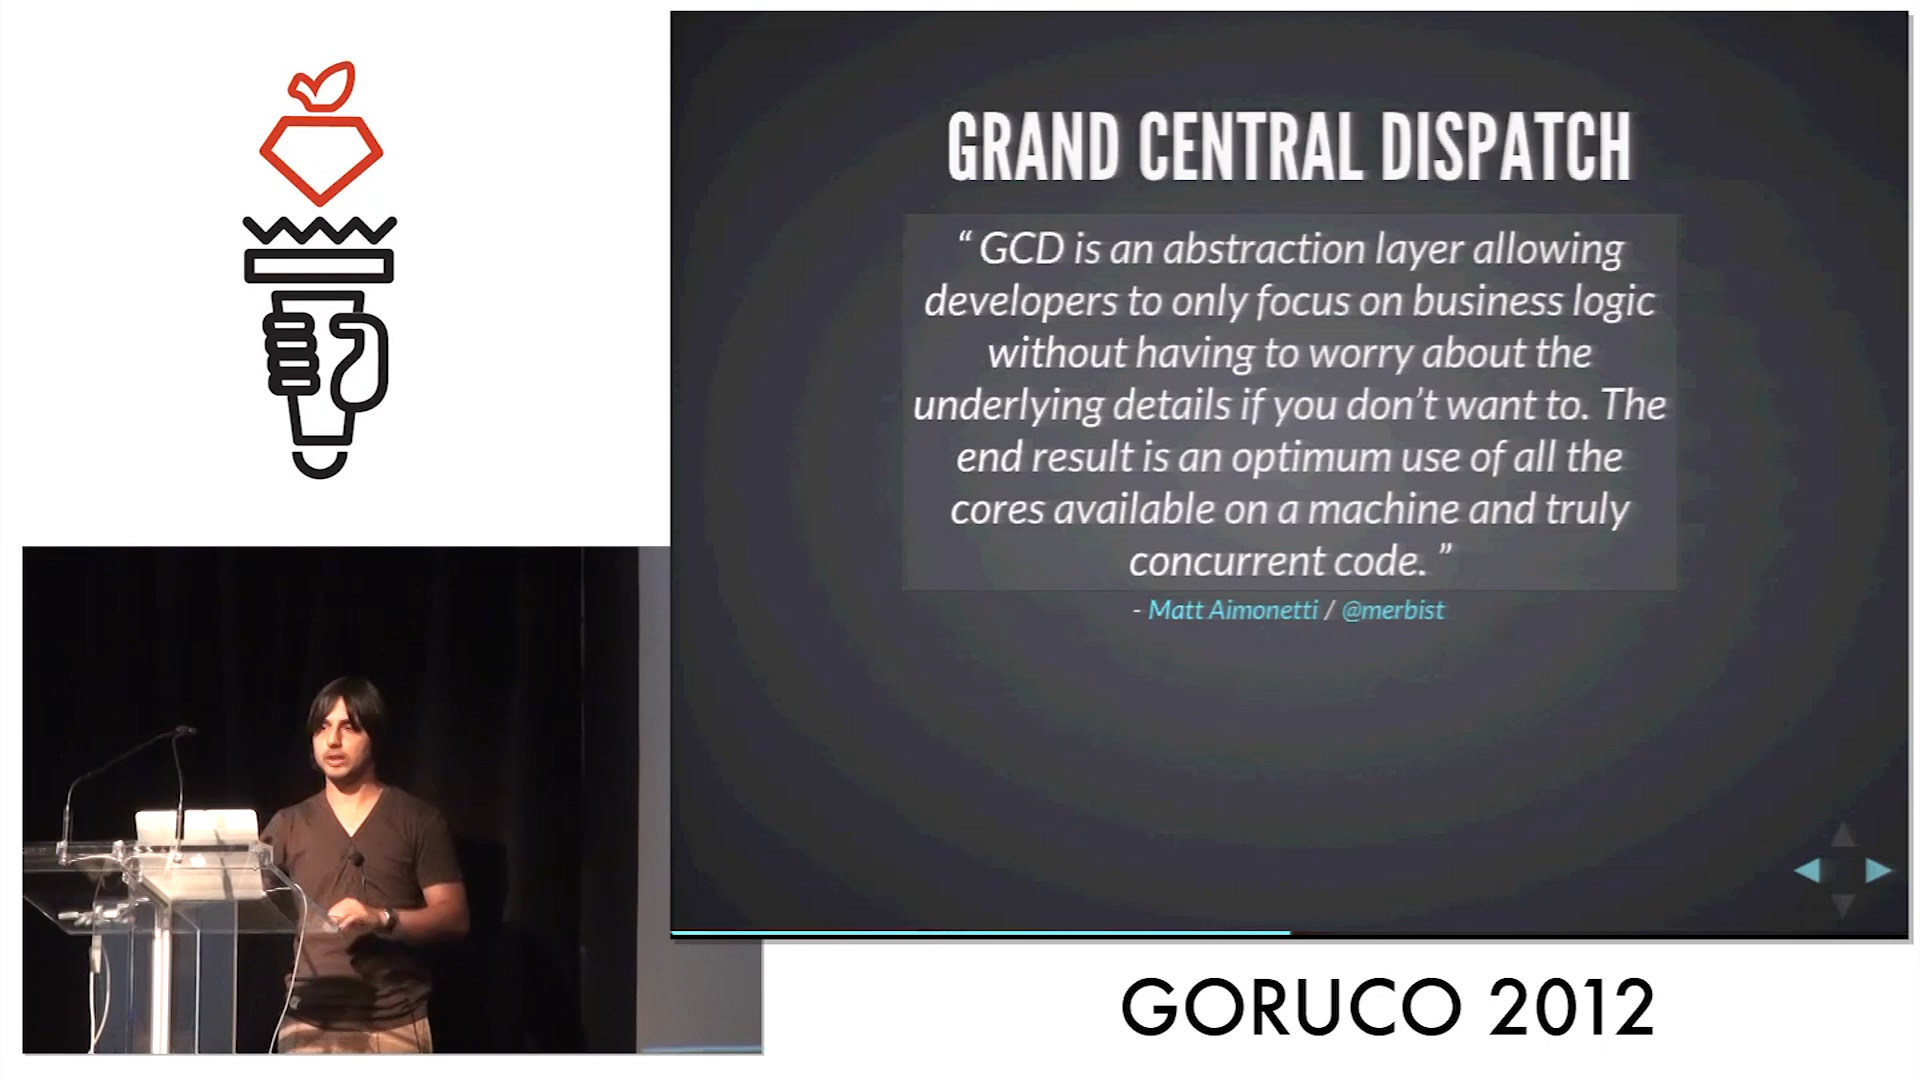 GRAND CENTRAL DISPATCH
“ GCD is an abstraction layer allowing
developers to only focus on business logic
without having to worry about the
underlying details if you don’t want to. The
end result is an optimum use of all the
cores available on a machine and truly
concurrent code. ”
- Matt Aimonetti / @merbist
GORUCO 2012